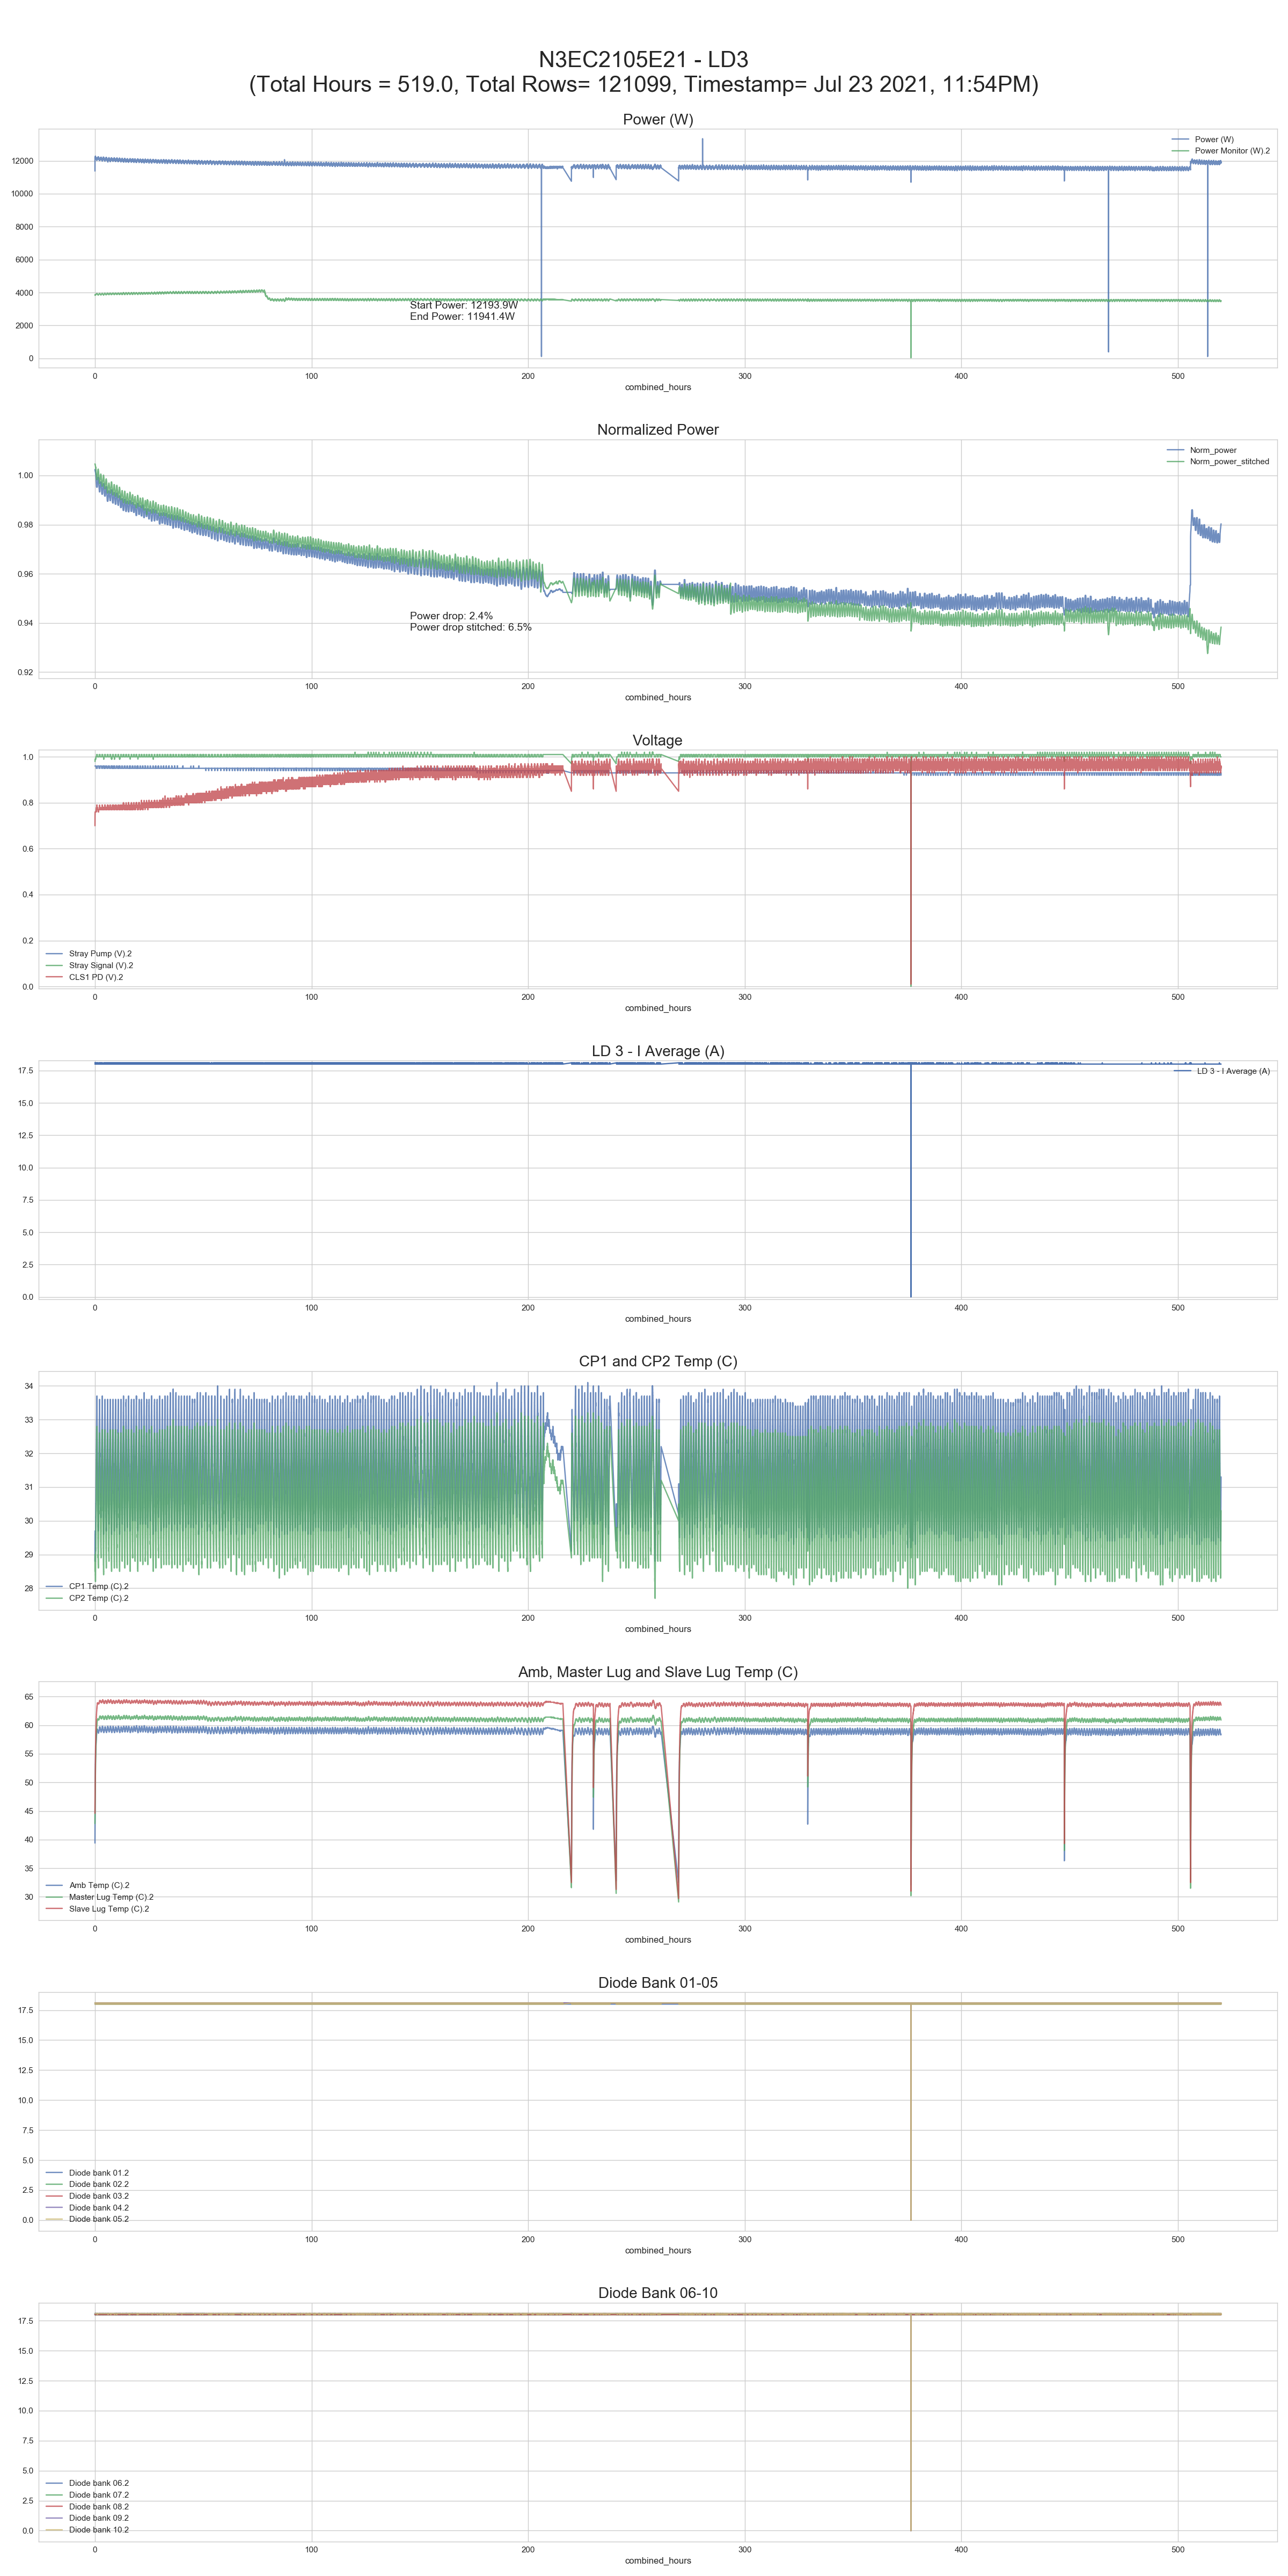 N3EC2105E21 - LD3
(Total Hours = 519.0, Total Rows= 121099, Timestamp= Jul 23 2021, 11:54PM)
Power (W)
Power (W)
Power Monitor (W).2
12000
10000
8000
6000
4000
2000
0
Start Power: 12193.9W
End Power: 11941.4W
0 100 200 300 400 500
combined_hours
Normalized Power
Norm_power
Norm_power_stitched
1.00
0.98
0.96
0.94
0.92
Power drop: 2.4%
Power drop stitched: 6.5%
0 100 200 300 400 500
combined_hours
Voltage
1.0
0.8
0.6
0.4
0.2
0.0
Stray Pump (V).2
Stray Signal (V).2
CLS1 PD (V).2
0 100 200 300 400 500
combined_hours
LD 3 - I Average (A)
LD 3 - I Average (A)
17.5
15.0
12.5
10.0
7.5
5.0
2.5
0.0
0 100 200 300 400 500
combined_hours
CP1 and CP2 Temp (C)
34
33
32
31
30
29
28
CP1 Temp (C).2
CP2 Temp (C).2
0 100 200 300 400 500
combined_hours
Amb, Master Lug and Slave Lug Temp (C)
65
60
55
50
45
40
35
30
Amb Temp (C).2
Master Lug Temp (C).2
Slave Lug Temp (C).2
0 100 200 300 400 500
combined_hours
Diode Bank 01-05
17.5
15.0
12.5
10.0
7.5
5.0
2.5
0.0
Diode bank 01.2
Diode bank 02.2
Diode bank 03.2
Diode bank 04.2
Diode bank 05.2
0 100 200 300 400 500
combined_hours
Diode Bank 06-10
17.5
15.0
12.5
10.0
7.5
5.0
2.5
0.0
Diode bank 06.2
Diode bank 07.2
Diode bank 08.2
Diode bank 09.2
Diode bank 10.2
0 100 200 300 400 500
combined_hours